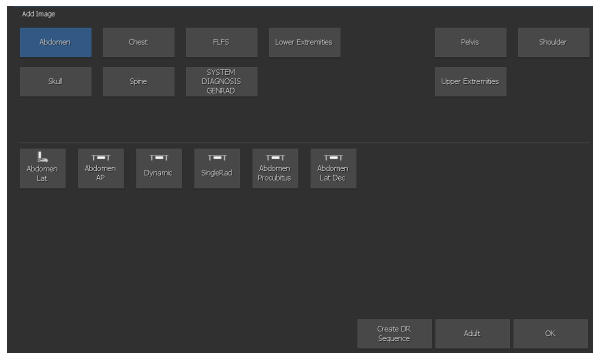 Add Image
Abdomen
Chest
FLFS
Lower Extremities
Pelvis
Shoulder
Skull
Spine
SYSTEM
DIAGNOSIS
GENRAD
Upper Extremities
Abdomen
Lat
Abdomen
AP
Dynamic
SingleRad
Abdomen
Procubitus
Abdomen
Lat Dec
Create DR
Sequence
Adult
OK